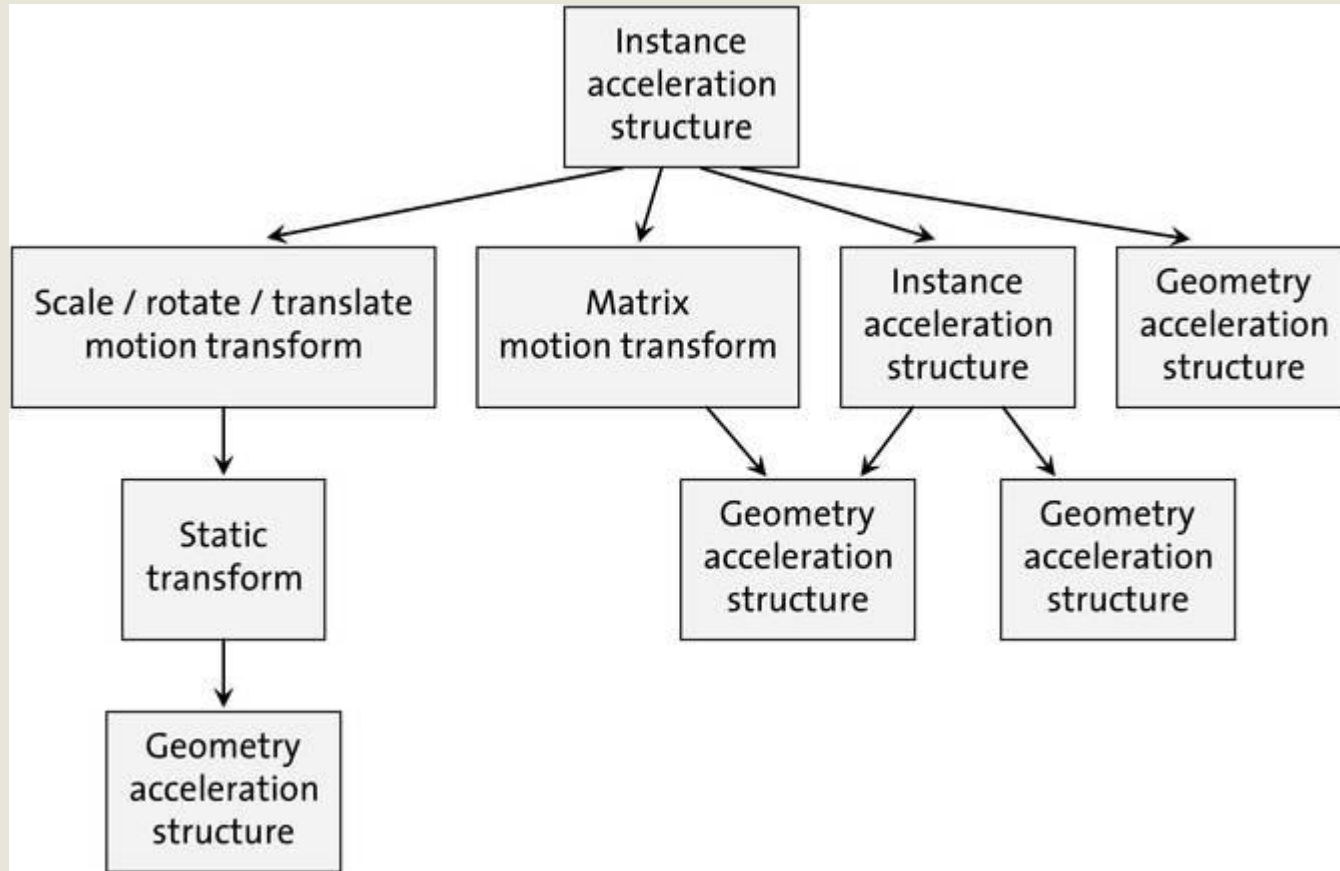 Instance
acceleration
structure
Scale / rotate / translate
motion transform
Matrix
motion transform
Instance
acceleration
structure
Geometry
acceleration
structure
Static
transform
Geometry
acceleration
structure
Geometry
acceleration
structure
Geometry
acceleration
structure